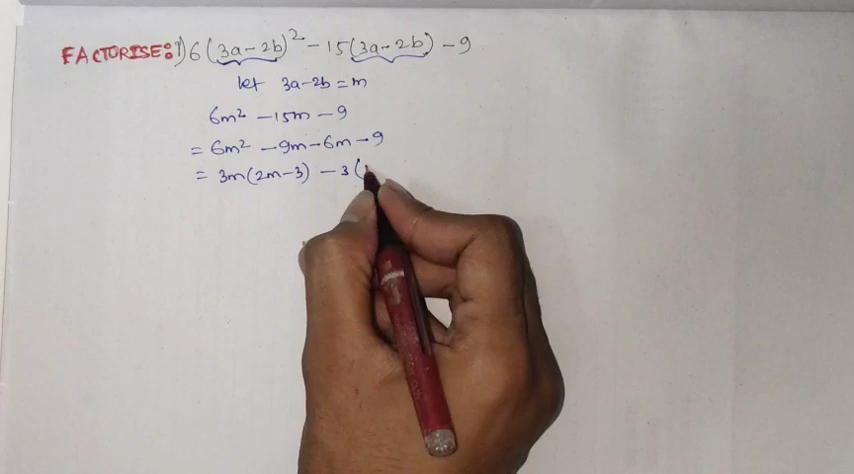 FACTORISE: 1) 6(3a-2b)² - 15(3a-2b) - 9
let 3a-2b = m
6m² - 15m - 9
= 6m² - 9m - 6m - 9
= 3m(2m-3) - 3(